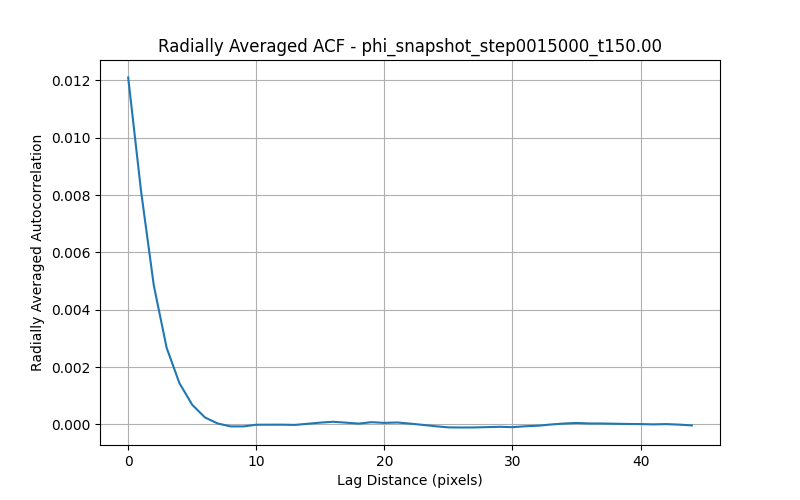 Radially Averaged ACF - phi_snapshot_step0015000_t150.00
Radially Averaged Autocorrelation
0.012
0.010
0.008
0.006
0.004
0.002
0.000
0 10 20 30 40
Lag Distance (pixels)